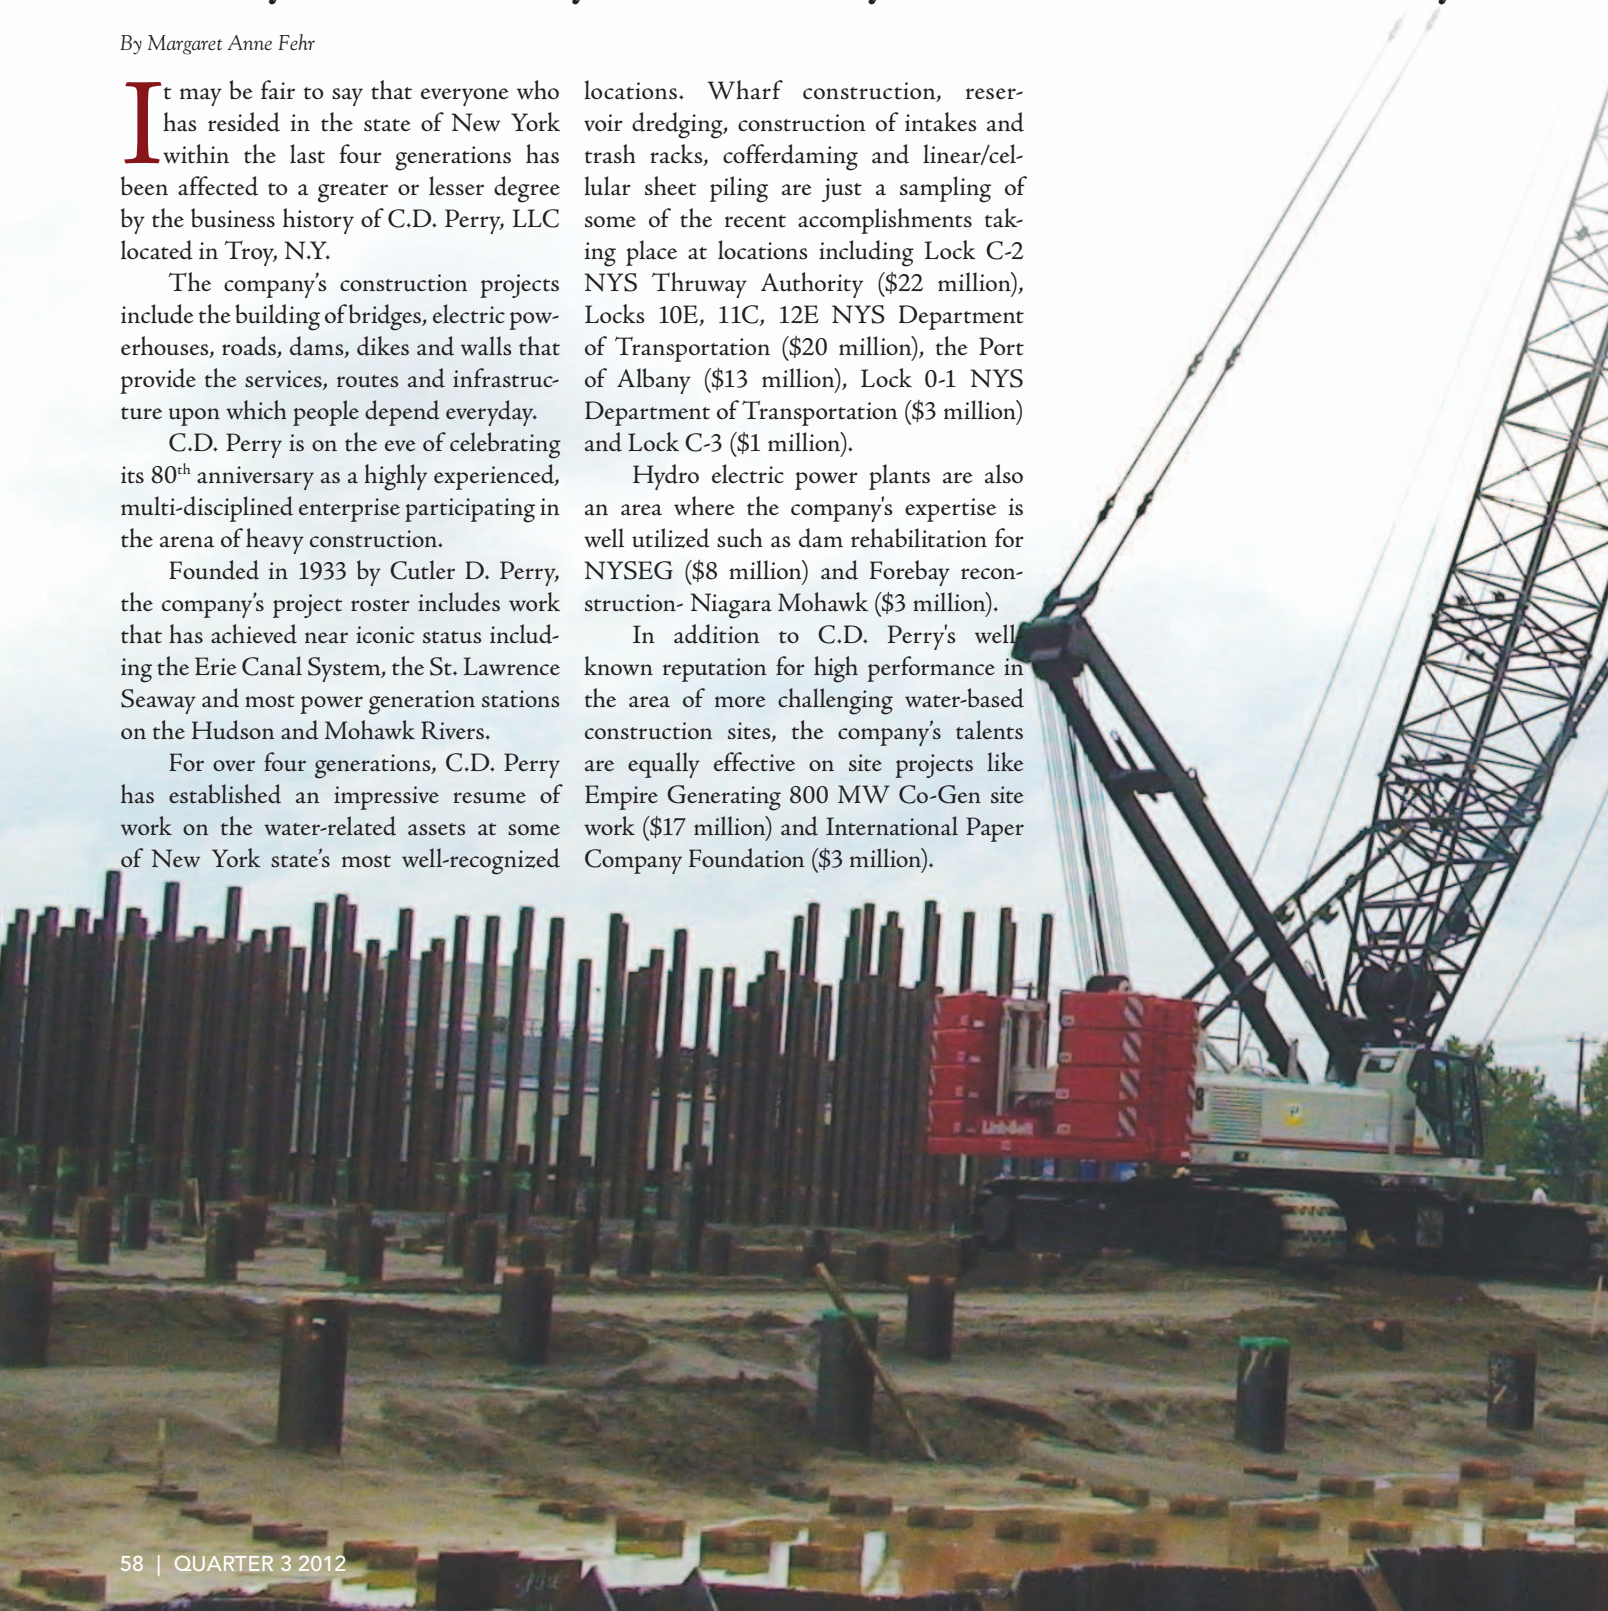 By Margaret Anne Fehr
It may be fair to say that everyone who
has resided in the state of New York
within the last four generations has
been affected to a greater or lesser degree
by the business history of C.D. Perry, LLC
located in Troy, N.Y.
The company's construction projects
include the building of bridges, electric pow-
erhouses, roads, dams, dikes and walls that
provide the services, routes and infrastruc-
ture upon which people depend everyday.
C.D. Perry is on the eve of celebrating
its 80th anniversary as a highly experienced,
multi-disciplined enterprise participating in
the arena of heavy construction.
Founded in 1933 by Cutler D. Perry,
the company's project roster includes work
that has achieved near iconic status includ-
ing the Erie Canal System, the St. Lawrence
Seaway and most power generation stations
on the Hudson and Mohawk Rivers.
For over four generations, C.D. Perry
has established an impressive resume of
work on the water-related assets at some
of New York state's most well-recognized
locations. Wharf construction, reser-
voir dredging, construction of intakes and
trash racks, cofferdaming and linear/cel-
lular sheet piling are just a sampling of
some of the recent accomplishments tak-
ing place at locations including Lock C-2
NYS Thruway Authority ($22 million),
Locks 10E, 11C, 12E NYS Department
of Transportation ($20 million), the Port
of Albany ($13 million), Lock 0-1 NYS
Department of Transportation ($3 million)
and Lock C-3 ($1 million).
Hydro electric power plants are also
an area where the company's expertise is
well utilized such as dam rehabilitation for
NYSEG ($8 million) and Forebay recon-
struction- Niagara Mohawk ($3 million).
In addition to C.D. Perry's well-
known reputation for high performance in
the area of more challenging water-based
construction sites, the company's talents
are equally effective on site projects like
Empire Generating 800 MW Co-Gen site
work ($17 million) and International Paper
Company Foundation ($3 million).
Link-Belt
8
58 | QUARTER 3 2012